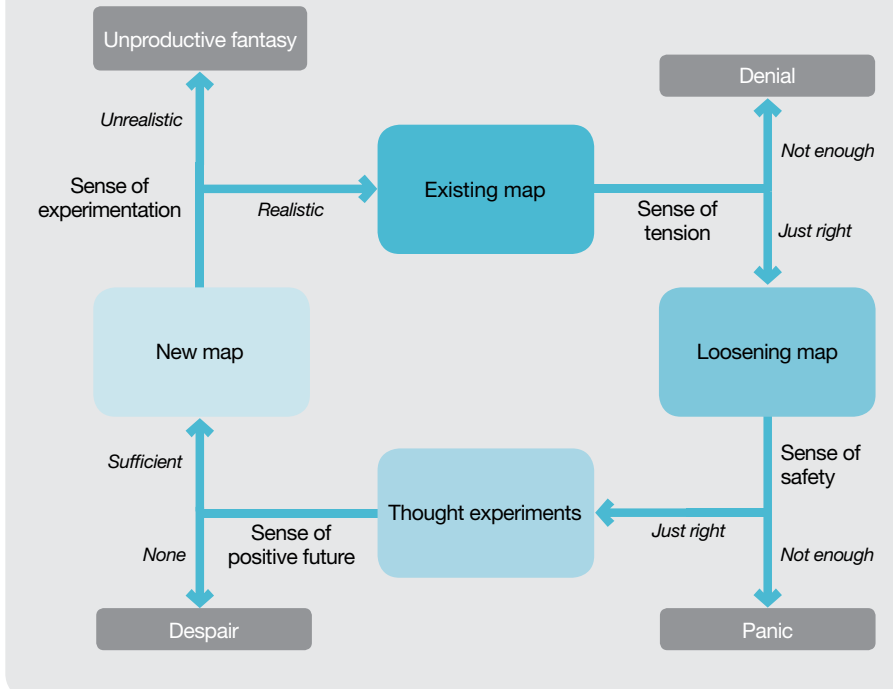 Unproductive fantasy
Denial
Unrealistic
Not enough
Sense of
experimentation
Realistic
Existing map
Sense of
tension
Just right
New map
Loosening map
Sufficient
Thought experiments
Sense of
safety
Sense of
positive future
Just right
None
Not enough
Despair
Panic